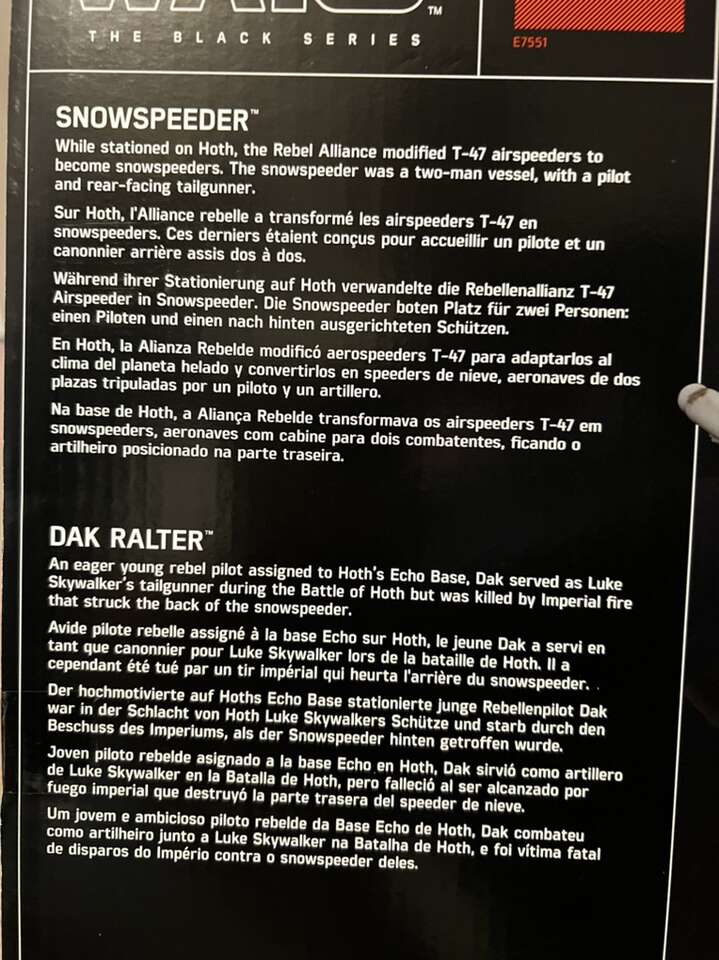 WARS™
THE BLACK SERIES
E7551
SNOWSPEEDER™
While stationed on Hoth, the Rebel Alliance modified T-47 airspeeders to
become snowspeeders. The snowspeeder was a two-man vessel, with a pilot
and rear-facing tailgunner.
Sur Hoth, l'Alliance rebelle a transformé les airspeeders T-47 en
snowspeeders. Ces derniers étaient conçus pour accueillir un pilote et un
canonnier arrière assis dos à dos.
Während ihrer Stationierung auf Hoth verwandelte die Rebellenallianz T-47
Airspeeder in Snowspeeder. Die Snowspeeder boten Platz für zwei Personen:
einen Piloten und einen nach hinten ausgerichteten Schützen.
En Hoth, la Alianza Rebelde modificó aerospeeders T-47 para adaptarlos al
clima del planeta helado y convertirlos en speeders de nieve, aeronaves de dos
plazas tripuladas por un piloto y un artillero.
Na base de Hoth, a Aliança Rebelde transformava os airspeeders T-47 em
snowspeeders, aeronaves com cabine para dois combatentes, ficando o
artilheiro posicionado na parte traseira.
DAK RALTER™
An eager young rebel pilot assigned to Hoth's Echo Base, Dak served as Luke
Skywalker's tailgunner during the Battle of Hoth but was killed by Imperial fire
that struck the back of the snowspeeder.
Avide pilote rebelle assigné à la base Echo sur Hoth, le jeune Dak a servi en
tant que canonnier pour Luke Skywalker lors de la bataille de Hoth. Il a
cependant été tué par un tir impérial qui heurta l'arrière du snowspeeder.
Der hochmotivierte auf Hoths Echo Base stationierte junge Rebellenpilot Dak
war in der Schlacht von Hoth Luke Skywalkers Schütze und starb durch den
Beschuss des Imperiums, als der Snowspeeder hinten getroffen wurde.
Joven piloto rebelde asignado a la base Echo en Hoth, Dak sirvió como artillero
de Luke Skywalker en la Batalla de Hoth, pero falleció al ser alcanzado por
fuego imperial que destruyó la parte trasera del speeder de nieve.
Um jovem e ambicioso piloto rebelde da Base Echo de Hoth, Dak combateu
como artilheiro junto a Luke Skywalker na Batalha de Hoth, e foi vítima fatal
de disparos do Império contra o snowspeeder deles.